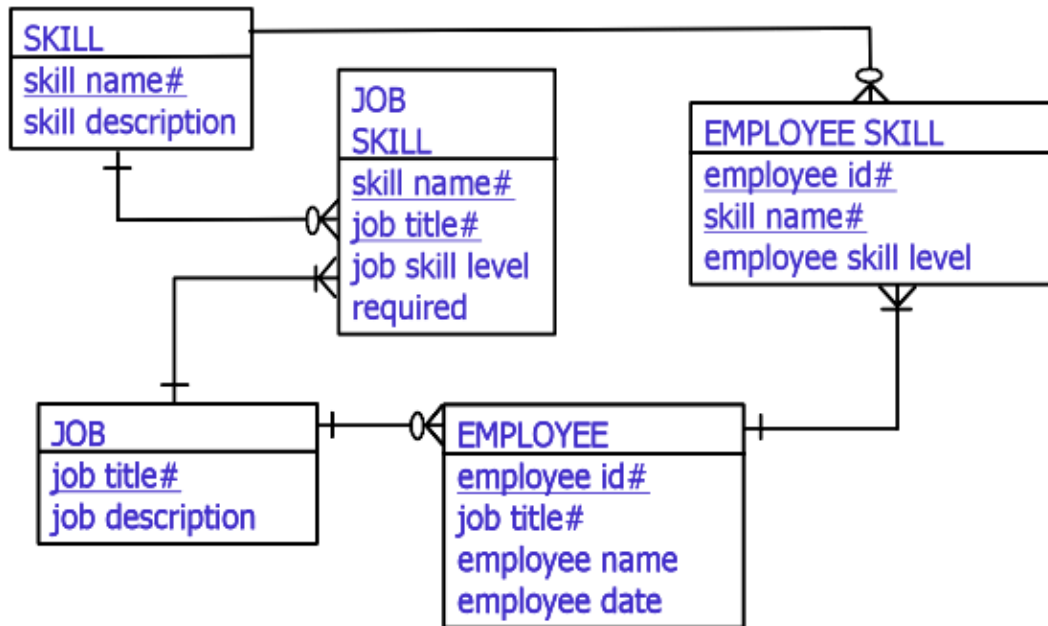 SKILL
skill name#
skill description
JOB
SKILL
skill name#
job title#
job skill level
required
EMPLOYEE SKILL
employee id#
skill name#
employee skill level
JOB
job title#
job description
EMPLOYEE
employee id#
job title#
employee name
employee date